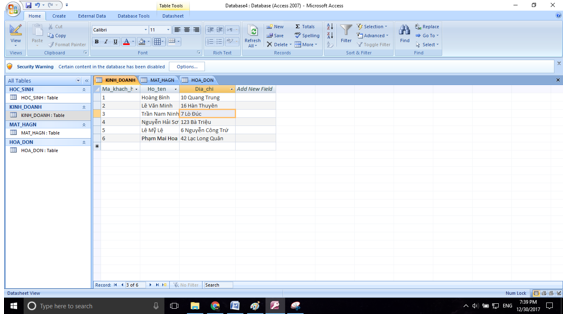 Table Tools
Database4 : Database (Access 2007) - Microsoft Access
Home Create External Data Database Tools Datasheet
View
Paste
Cut
Copy
Format Painter
Calibri 11
B I U
Refresh All
New
Save
Delete
Totals
Spelling
More
Filter
Selection
Advanced
Toggle Filter
Find
Replace
Go To
Select
Views Clipboard Font Rich Text Records Sort & Filter Find
Security Warning Certain content in the database has been disabled Options...
All Tables
HOC_SINH
HOC_SINH : Table
KINH_DOANH
KINH_DOANH : Table
MAT_HAGN
MAT_HAGN : Table
HOA_DON
HOA_DON : Table
KINH_DOANH MAT_HAGN HOA_DON
Ma_khach_h Ho_ten Dia_chi Add New Field
1 Hoàng Bình 10 Quang Trung
2 Lê Văn Minh 16 Hàn Thuyên
3 Trần Nam Ninh 7 Lò Đúc
4 Nguyễn Hải Sơ 123 Bà Triệu
5 Lê Mỹ Lệ 6 Nguyễn Công Trứ
6 Phạm Mai Hoa 42 Lạc Long Quân
Record: 3 of 6 No Filter Search
Datasheet View Num Lock
Type here to search
ENG
7:39 PM
12/30/2017